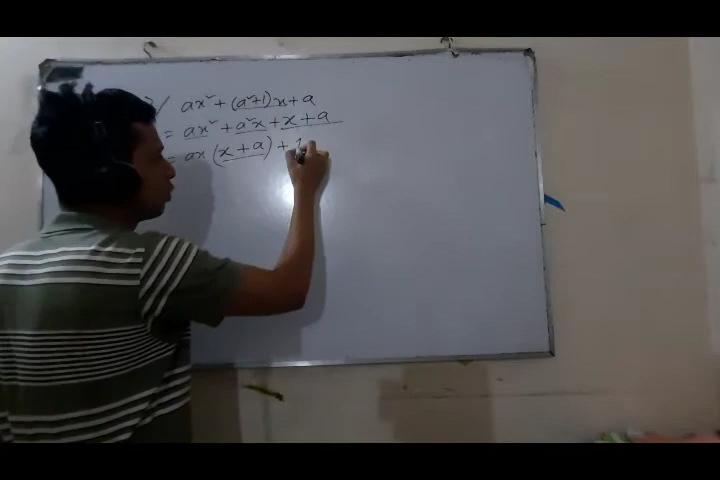 / ax² + (a²+1)x + a
= ax² + a²x + x + a
= ax (x + a) + 1